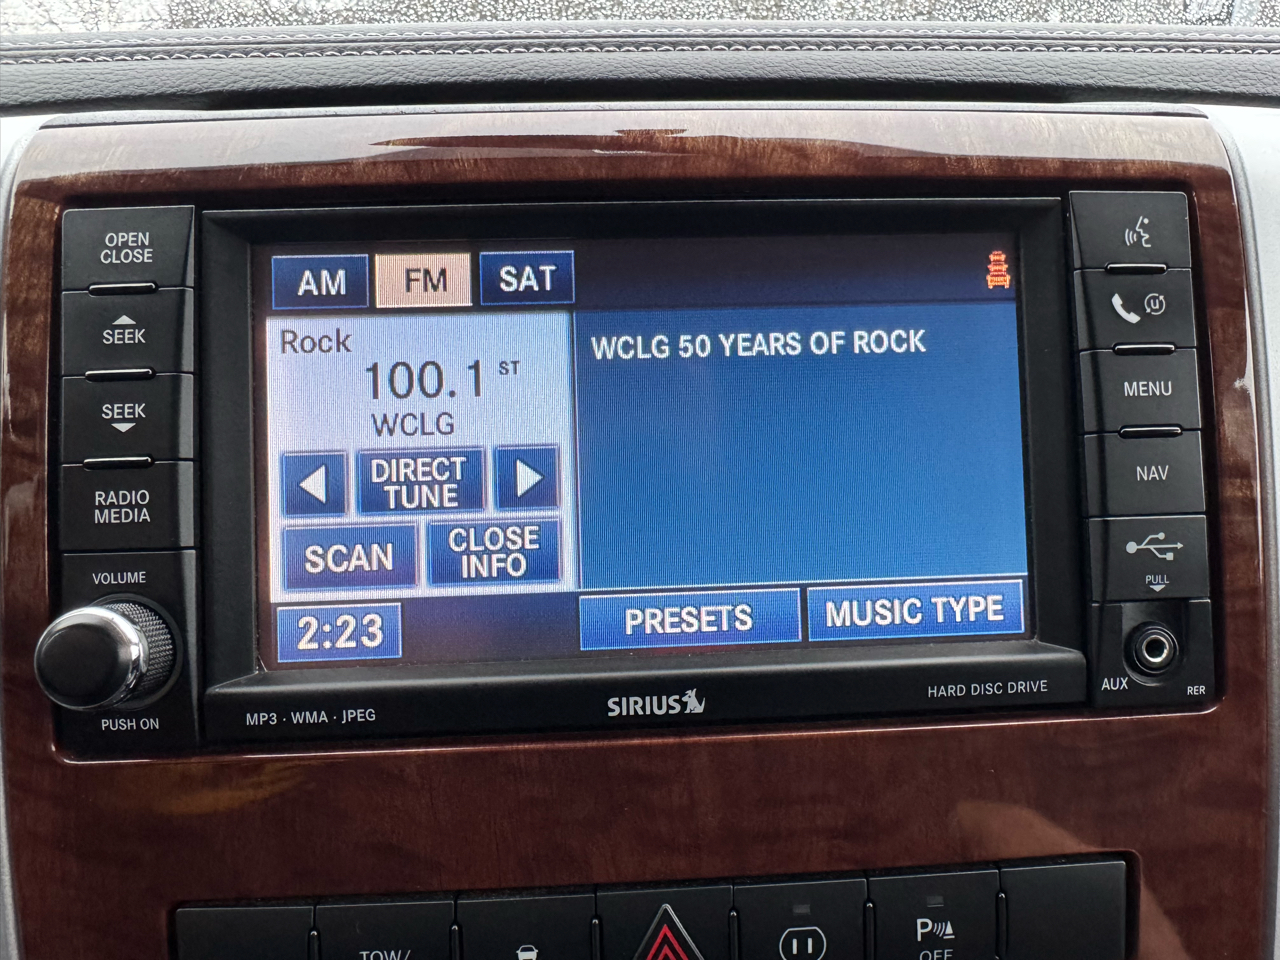 OPEN
CLOSE
SEEK
SEEK
RADIO
MEDIA
VOLUME
PUSH ON
AM
FM
SAT
Rock
100.1 ST
WCLG
DIRECT
TUNE
SCAN
CLOSE
INFO
2:23
WCLG 50 YEARS OF ROCK
PRESETS
MUSIC TYPE
MP3 · WMA · JPEG
SIRIUS
HARD DISC DRIVE
u
MENU
NAV
PULL
AUX
RER
TOW/
P
OFF